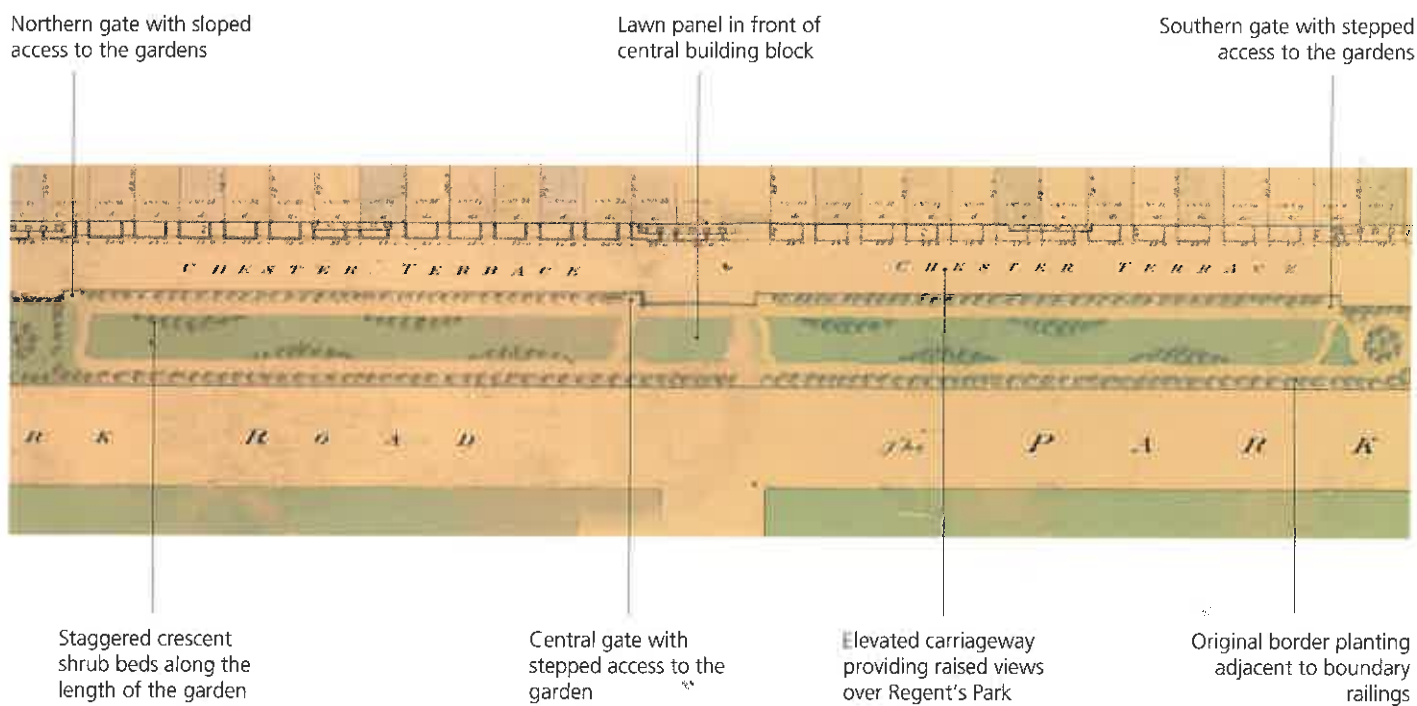 Northern gate with sloped
access to the gardens
Lawn panel in front of
central building block
Southern gate with stepped
access to the gardens
CHESTER TERRACE
CHESTER TERRACE
RK ROAD
The PARK
Staggered crescent
shrub beds along the
length of the garden
Central gate with
stepped access to the
garden
Elevated carriageway
providing raised views
over Regent's Park
Original border planting
adjacent to boundary
railings